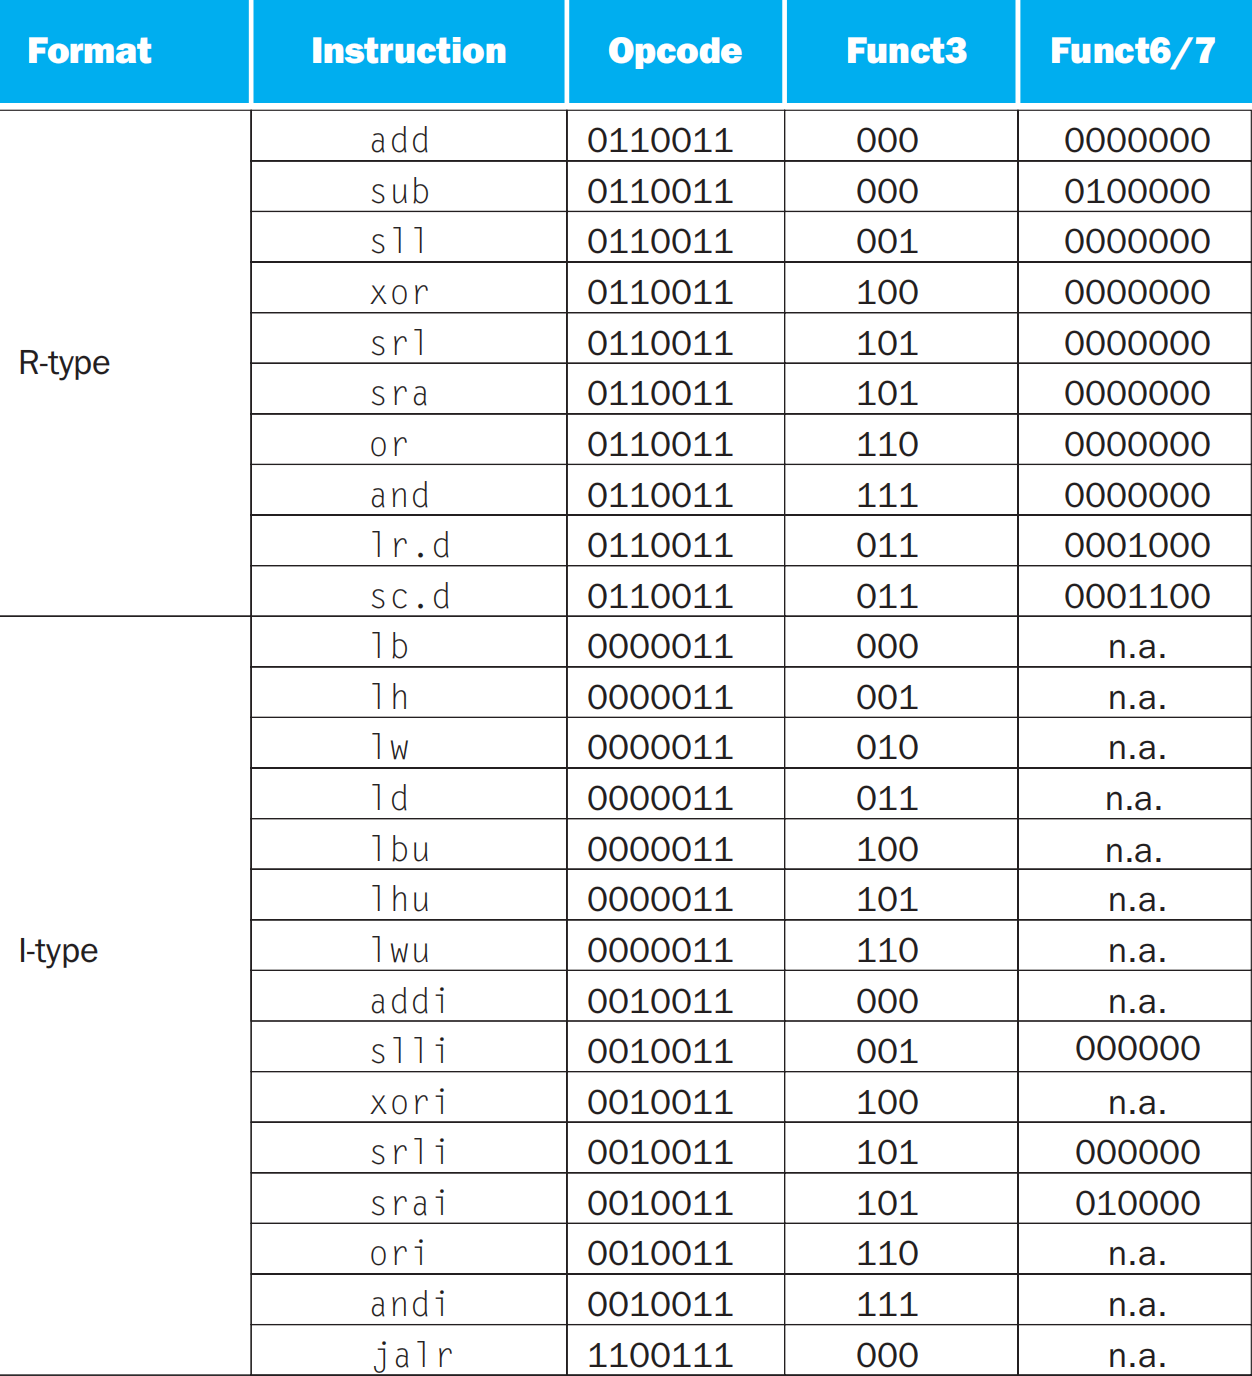 Format Instruction Opcode Funct3 Funct6/7
add 0110011 000 0000000
sub 0110011 000 0100000
sll 0110011 001 0000000
xor 0110011 100 0000000
srl 0110011 101 0000000
R-type
sra 0110011 101 0000000
or 0110011 110 0000000
and 0110011 111 0000000
lr.d 0110011 011 0001000
sc.d 0110011 011 0001100
lb 0000011 000 n.a.
lh 0000011 001 n.a.
lw 0000011 010 n.a.
ld 0000011 011 n.a.
lbu 0000011 100 n.a.
lhu 0000011 101 n.a.
I-type lwu 0000011 110 n.a.
addi 0010011 000 n.a.
slli 0010011 001 000000
xori 0010011 100 n.a.
srli 0010011 101 000000
srai 0010011 101 010000
ori 0010011 110 n.a.
andi 0010011 111 n.a.
jalr 1100111 000 n.a.